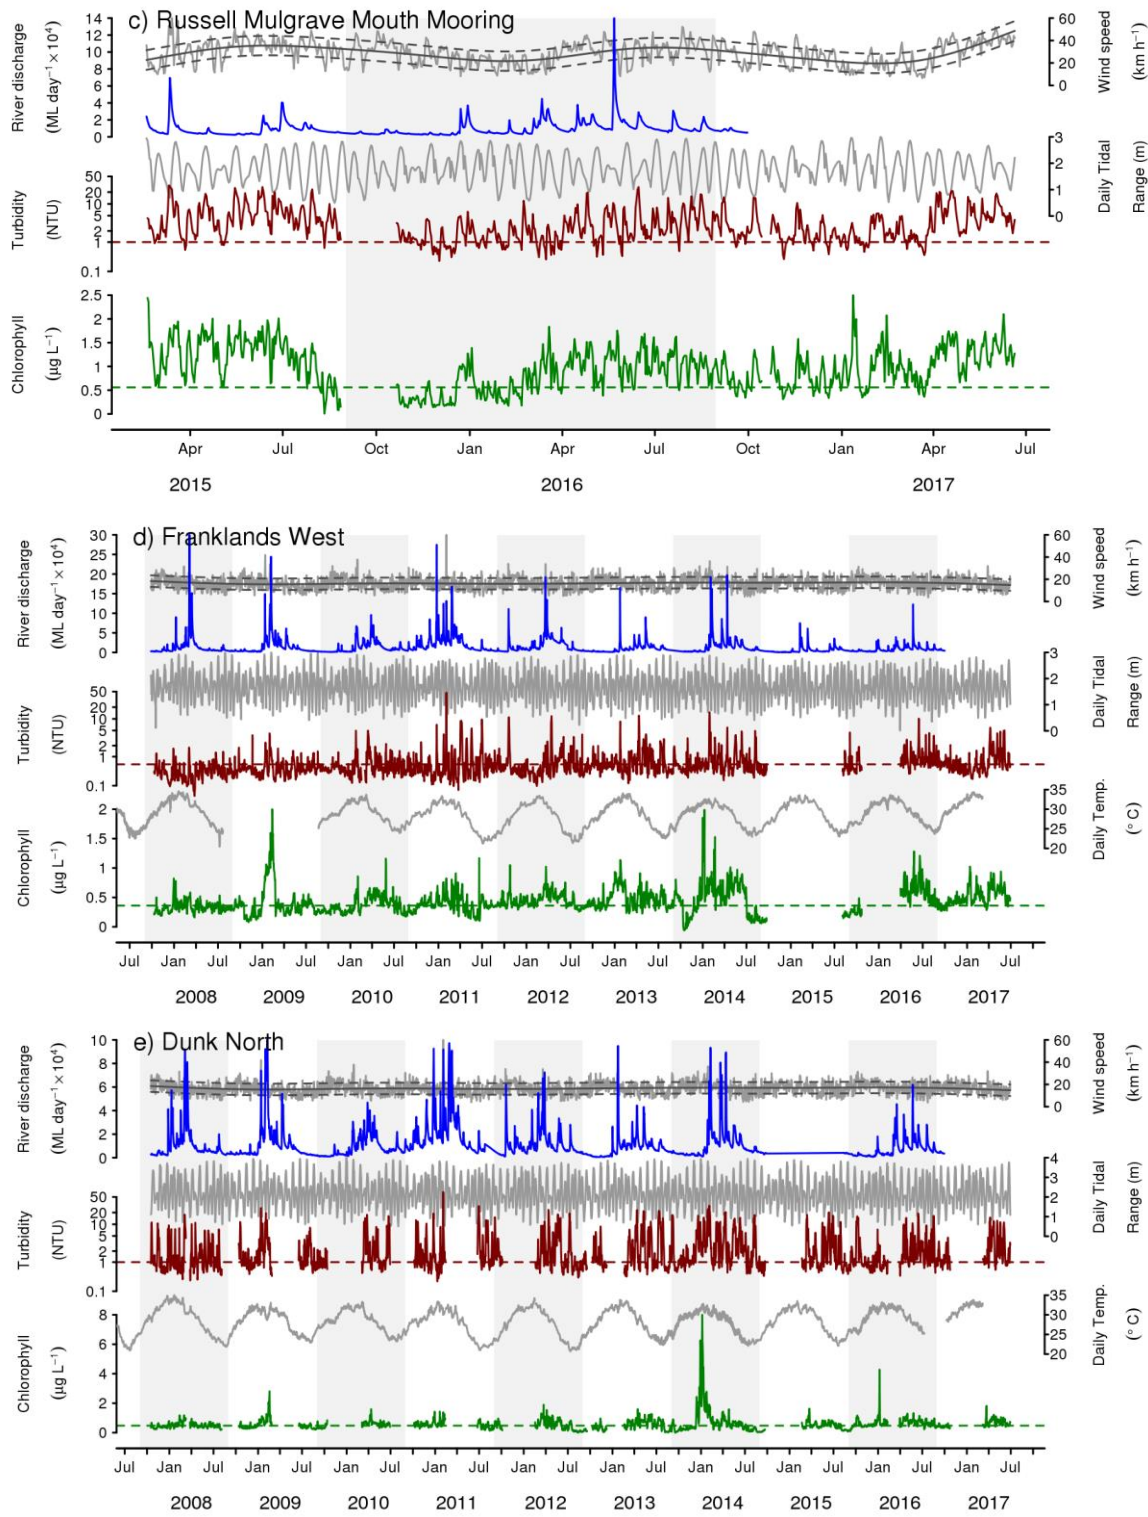 c) Russell Mulgrave Mouth Mooring
River discharge
(ML day⁻¹ × 10⁴)
14
12
10
8
6
4
2
0
60
40
20
0
Wind speed
(km h⁻¹)
3
2
1
0
Daily Tidal
Range (m)
Turbidity
(NTU)
50
20
10
5
2
1
0.1
Chlorophyll
(µg L⁻¹)
2.5
2
1.5
1
0.5
0
Apr Jul Oct Jan Apr Jul Oct Jan Apr Jul
2015 2016 2017
d) Franklands West
River discharge
(ML day⁻¹ × 10⁴)
30
25
20
15
10
5
0
60
40
20
0
Wind speed
(km h⁻¹)
3
2
1
0
Daily Tidal
Range (m)
Turbidity
(NTU)
50
20
10
5
2
1
0.1
35
30
25
20
Daily Temp.
(° C)
Chlorophyll
(µg L⁻¹)
2
1.5
1
0.5
0
Jul Jan Jul Jan Jul Jan Jul Jan Jul Jan Jul Jan Jul Jan Jul Jan Jul Jan Jul Jan Jul
2008 2009 2010 2011 2012 2013 2014 2015 2016 2017
e) Dunk North
River discharge
(ML day⁻¹ × 10⁴)
10
8
6
4
2
0
60
40
20
0
Wind speed
(km h⁻¹)
4
3
2
1
0
Daily Tidal
Range (m)
Turbidity
(NTU)
50
20
10
5
2
1
0.1
35
30
25
20
Daily Temp.
(° C)
Chlorophyll
(µg L⁻¹)
8
6
4
2
0
Jul Jan Jul Jan Jul Jan Jul Jan Jul Jan Jul Jan Jul Jan Jul Jan Jul Jan Jul Jan Jul
2008 2009 2010 2011 2012 2013 2014 2015 2016 2017